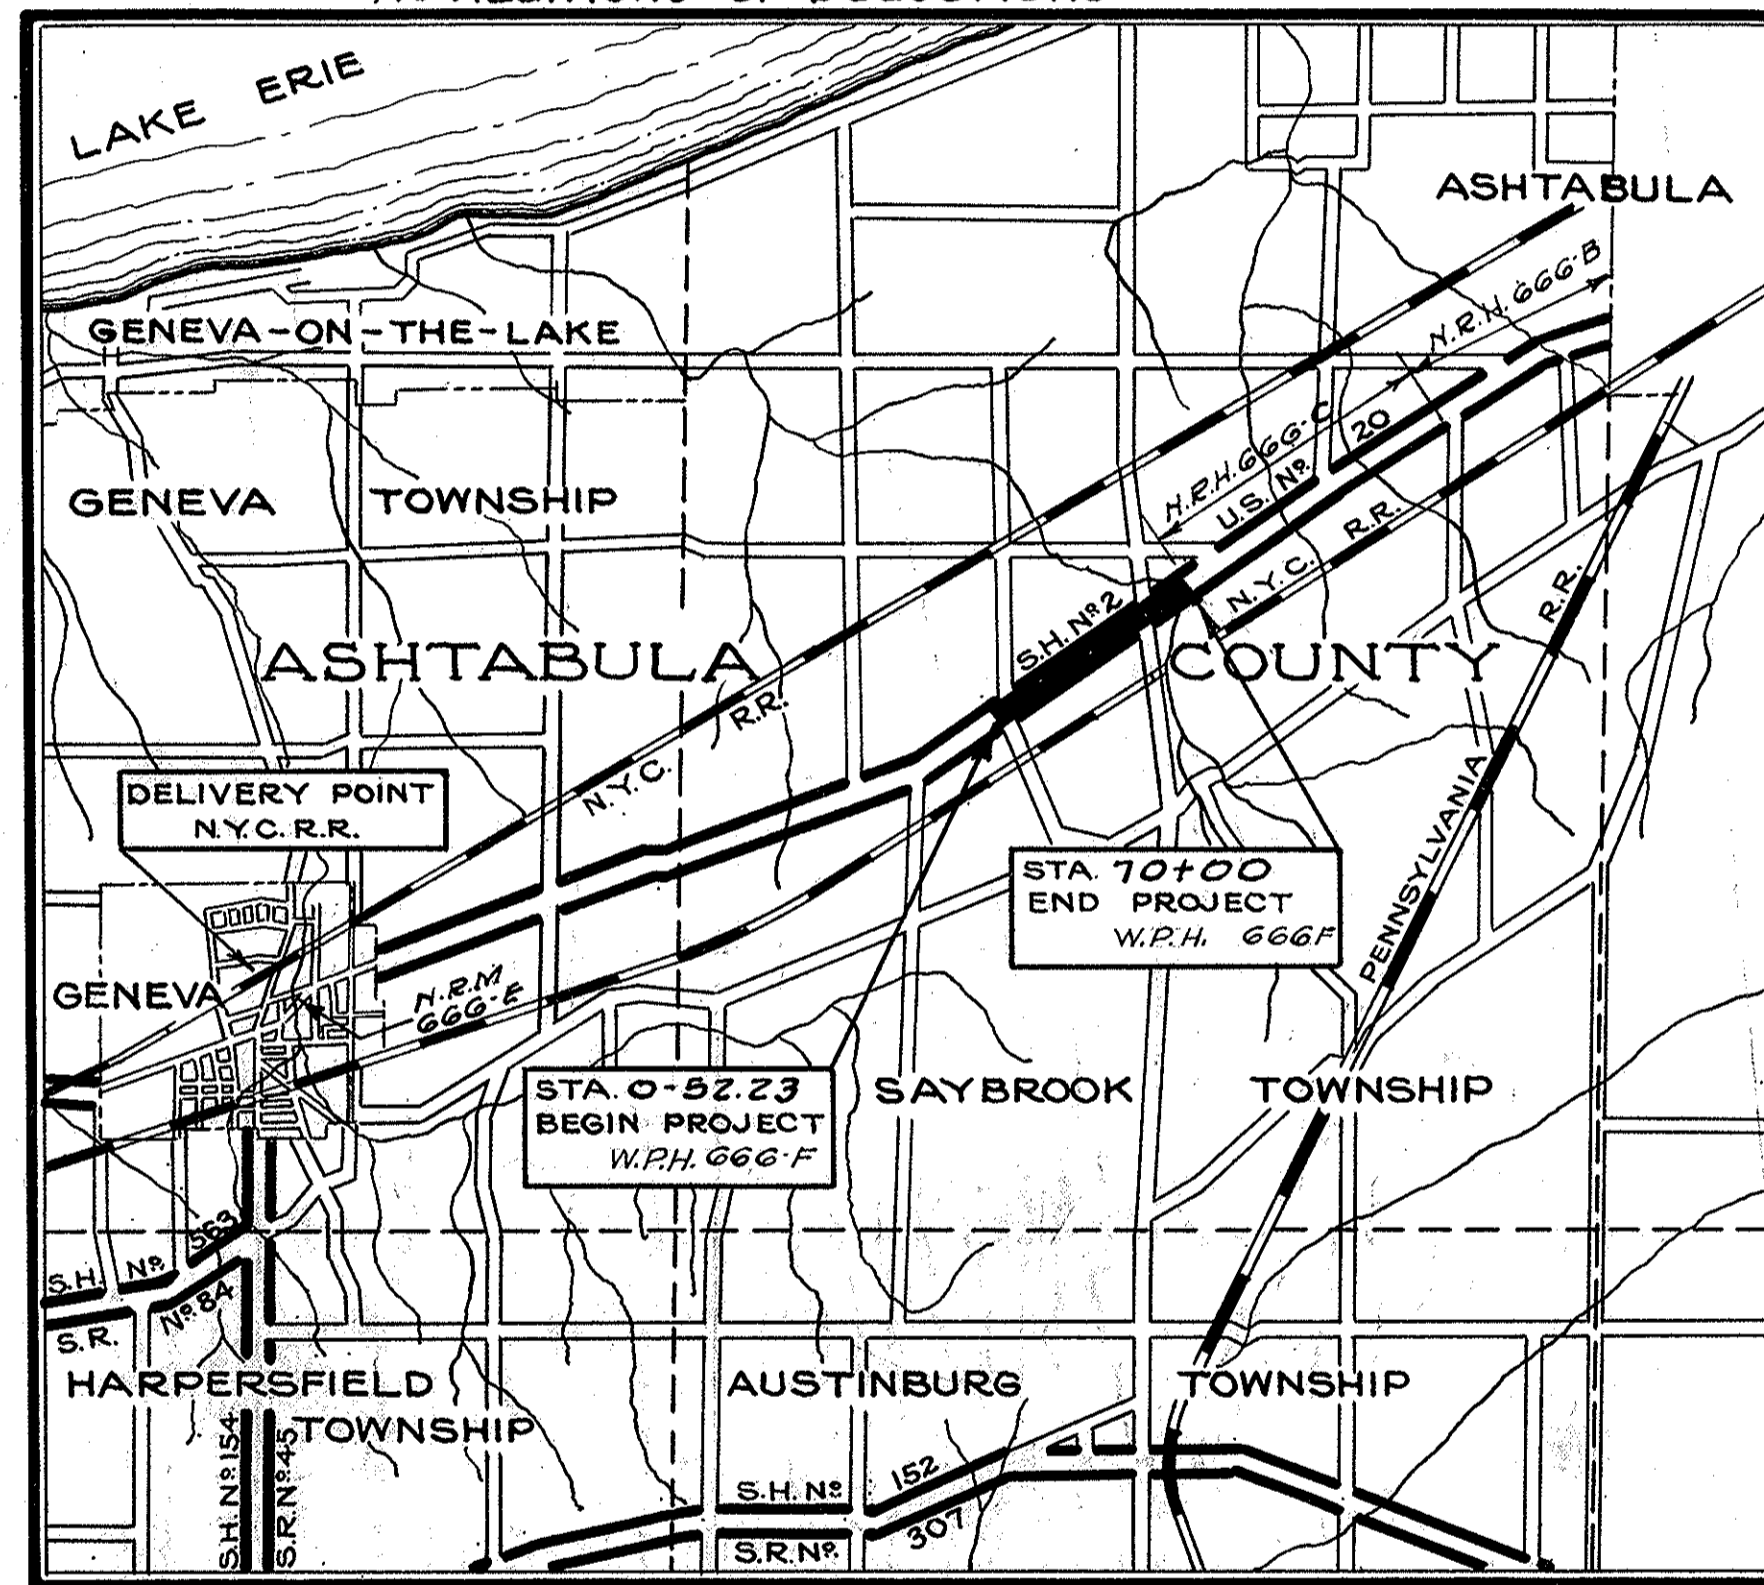 LAKE ERIE
ASHTABULA
N.R.H. 666-B
GENEVA-ON-THE-LAKE
N.R.H. 666-C
U.S. Nº 20
GENEVA TOWNSHIP
N.Y.C. R.R.
R.R.
S.H. Nº 2
ASHTABULA COUNTY
N.Y.C. R.R.
DELIVERY POINT
N.Y.C. R.R.
PENNSYLVANIA
STA. 70+00
END PROJECT
W.P.H. 666F
GENEVA
N.R.M
666-E
STA. 0-52.23
BEGIN PROJECT
W.P.H. 666-F
SAYBROOK TOWNSHIP
S.H. Nº 563
S.R. Nº 84
HARPERSFIELD
TOWNSHIP
AUSTINBURG TOWNSHIP
S.H. Nº 154
S.R. Nº 45
S.H. Nº 152
S.R. Nº 307